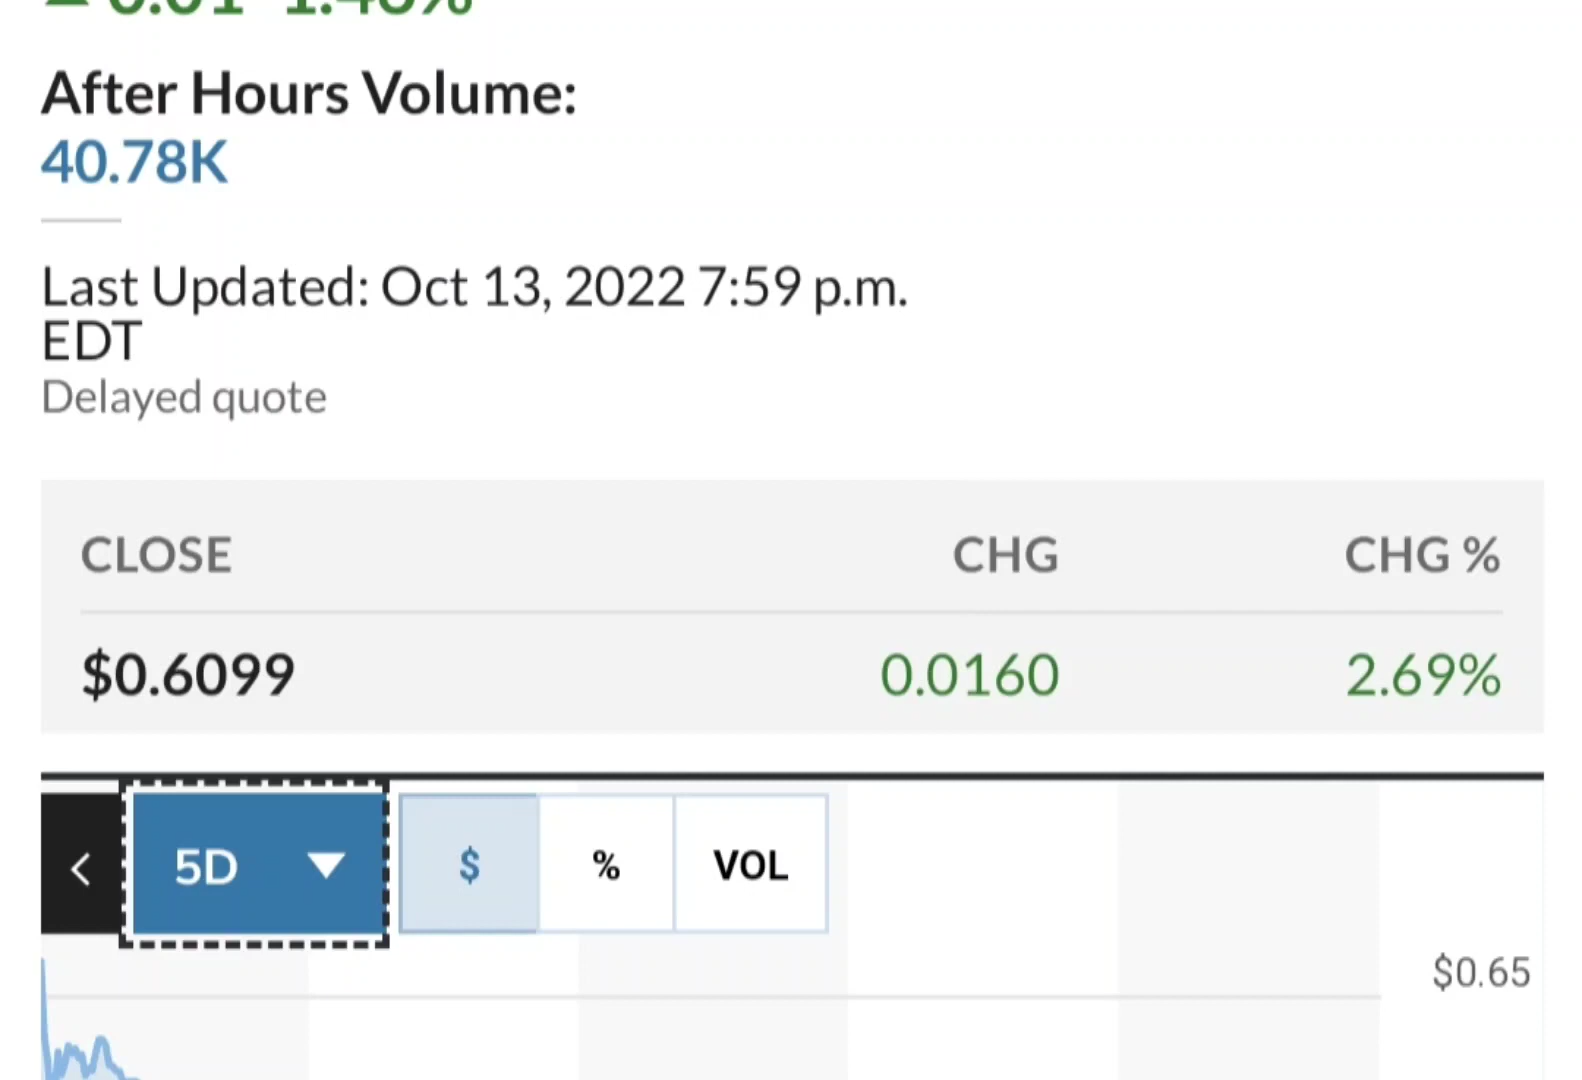 After Hours Volume:
40.78K
Last Updated: Oct 13, 2022 7:59 p.m.
EDT
Delayed quote
CLOSE CHG CHG %
$0.6099 0.0160 2.69%
5D $ % VOL
$0.65